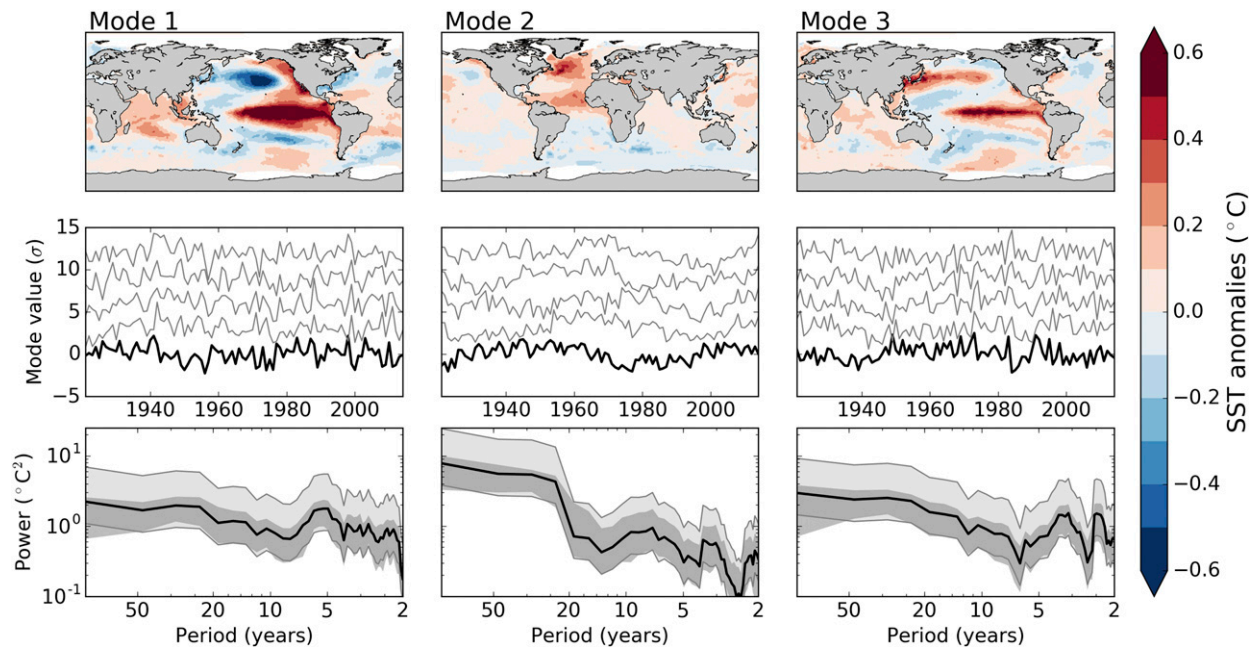 Mode 1
Mode 2
Mode 3
0.6
0.4
0.2
0.0
−0.2
−0.4
−0.6
SST anomalies (°C)
15
10
5
0
−5
Mode value (σ)
1940 1960 1980 2000
1940 1960 1980 2000
1940 1960 1980 2000
10¹
10⁰
10⁻¹
Power (°C²)
50 20 10 5 2
50 20 10 5 2
50 20 10 5 2
Period (years)
Period (years)
Period (years)